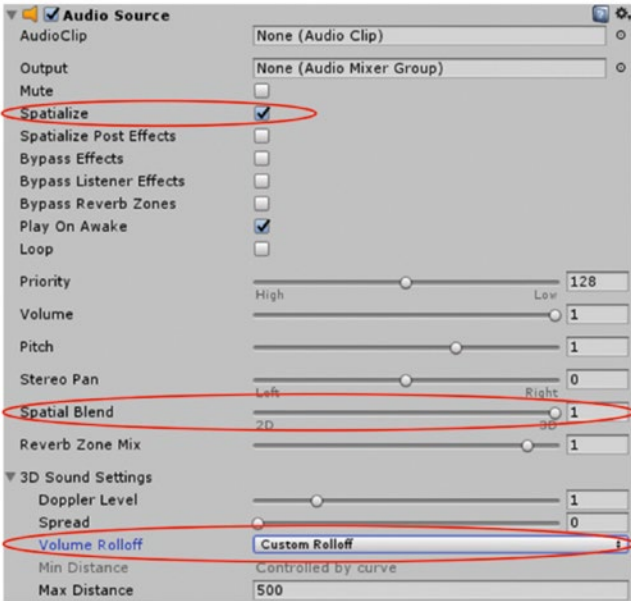 Audio Source
AudioClip None (Audio Clip)
Output None (Audio Mixer Group)
Mute
Spatialize
Spatialize Post Effects
Bypass Effects
Bypass Listener Effects
Bypass Reverb Zones
Play On Awake
Loop
Priority 128
High Low
Volume 1
Pitch 1
Stereo Pan 0
Left Right
Spatial Blend 1
2D 3D
Reverb Zone Mix 1
3D Sound Settings
Doppler Level 1
Spread 0
Volume Rolloff Custom Rolloff
Min Distance Controlled by curve
Max Distance 500